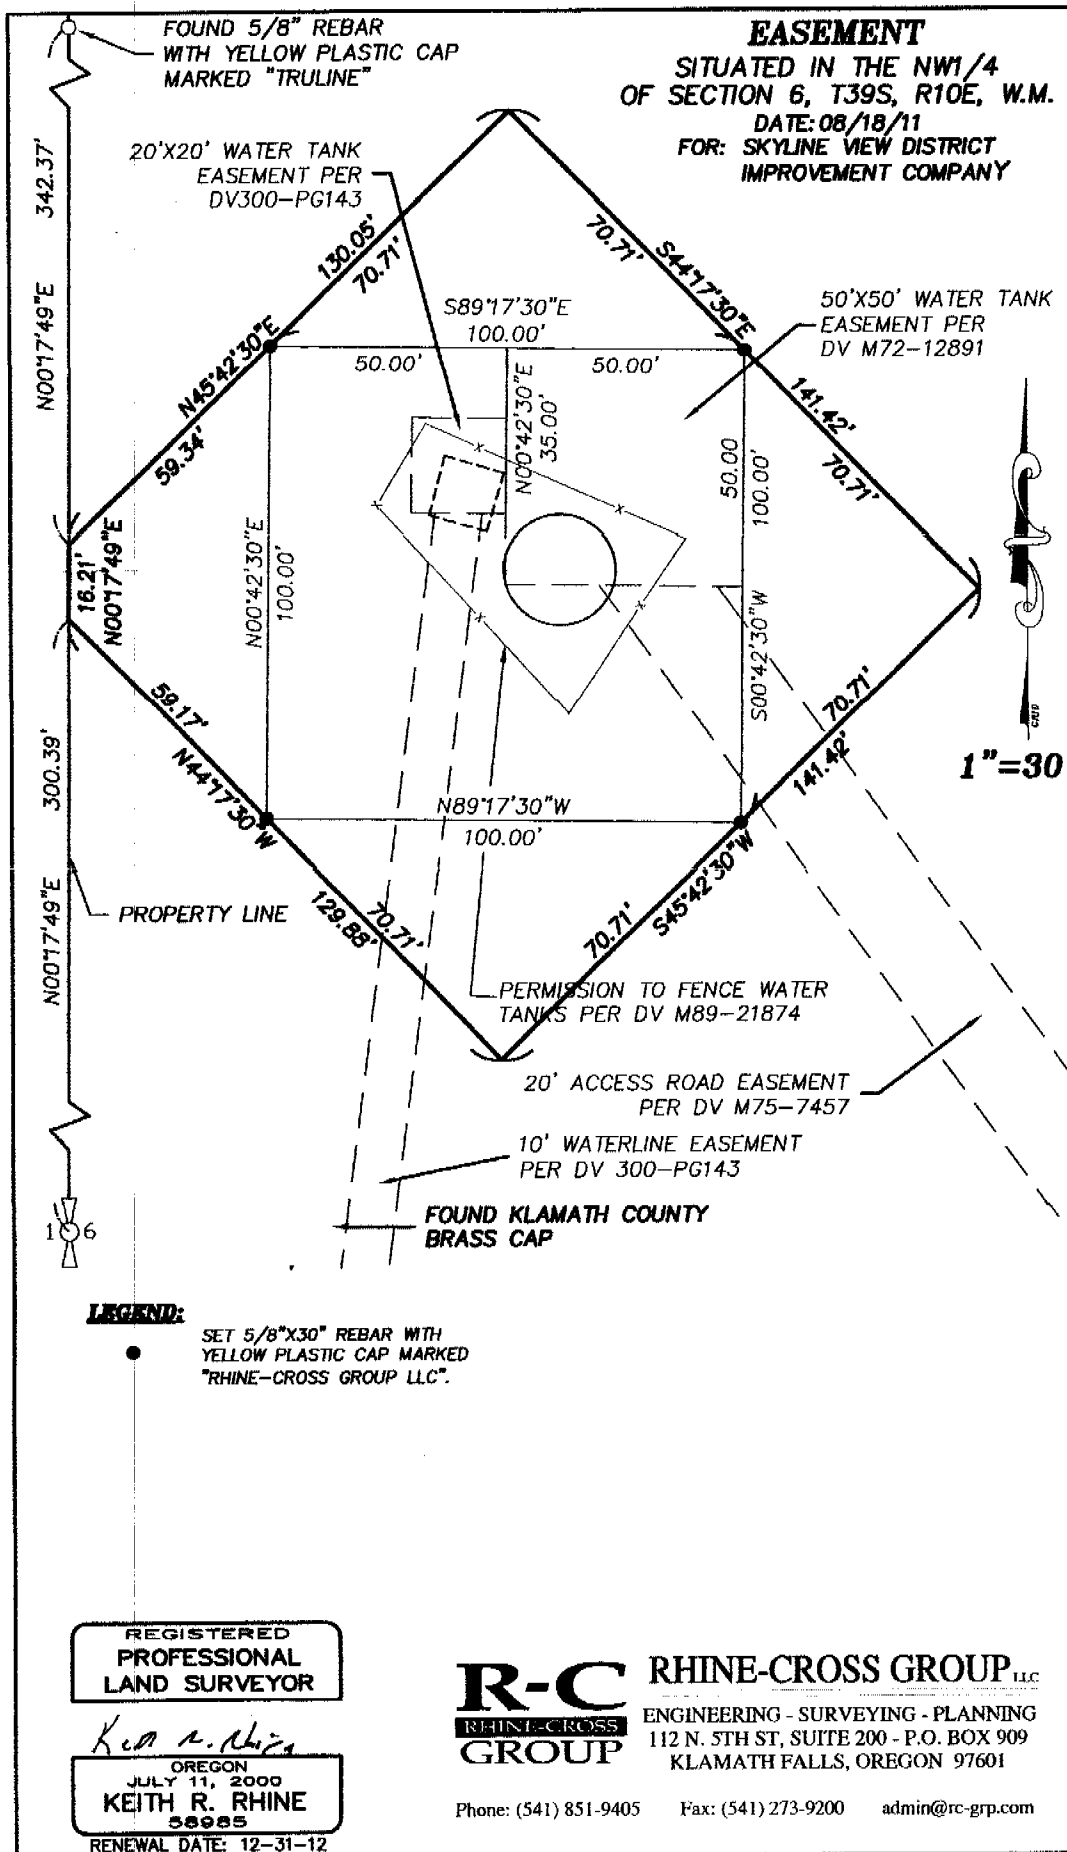 FOUND 5/8" REBAR
WITH YELLOW PLASTIC CAP
MARKED "TRULINE"
EASEMENT
SITUATED IN THE NW1/4
OF SECTION 6, T39S, R10E, W.M.
DATE: 08/18/11
FOR: SKYLINE VIEW DISTRICT
IMPROVEMENT COMPANY
20'X20' WATER TANK
EASEMENT PER
DV300-PG143
342.37'
N00°17'49"E
130.05'
70.71'
N45°42'30"E
59.34'
70.71'
S44°17'30"E
141.42'
70.71'
50'X50' WATER TANK
EASEMENT PER
DV M72-12891
S89°17'30"E
100.00'
50.00'
50.00'
N00°42'30"E
35.00'
50.00
100.00'
S00°42'30"W
N00°42'30"E
100.00'
16.21'
N00°17'49"E
x
x
x
x
x
GRID
1"=30
59.17'
N44°17'30"W
129.88'
70.71'
N89°17'30"W
100.00'
70.71'
141.42'
S45°42'30"W
70.71'
300.39'
N00°17'49"E
PROPERTY LINE
PERMISSION TO FENCE WATER
TANKS PER DV M89-21874
20' ACCESS ROAD EASEMENT
PER DV M75-7457
10' WATERLINE EASEMENT
PER DV 300-PG143
FOUND KLAMATH COUNTY
BRASS CAP
1 6
LEGEND:
SET 5/8"X30" REBAR WITH
YELLOW PLASTIC CAP MARKED
"RHINE-CROSS GROUP LLC".
REGISTERED
PROFESSIONAL
LAND SURVEYOR
Keith R. Rhine
OREGON
JULY 11, 2000
KEITH R. RHINE
58985
RENEWAL DATE: 12-31-12
R-C
RHINE-CROSS
GROUP
RHINE-CROSS GROUP LLC
ENGINEERING - SURVEYING - PLANNING
112 N. 5TH ST, SUITE 200 - P.O. BOX 909
KLAMATH FALLS, OREGON 97601
Phone: (541) 851-9405 Fax: (541) 273-9200 admin@rc-grp.com